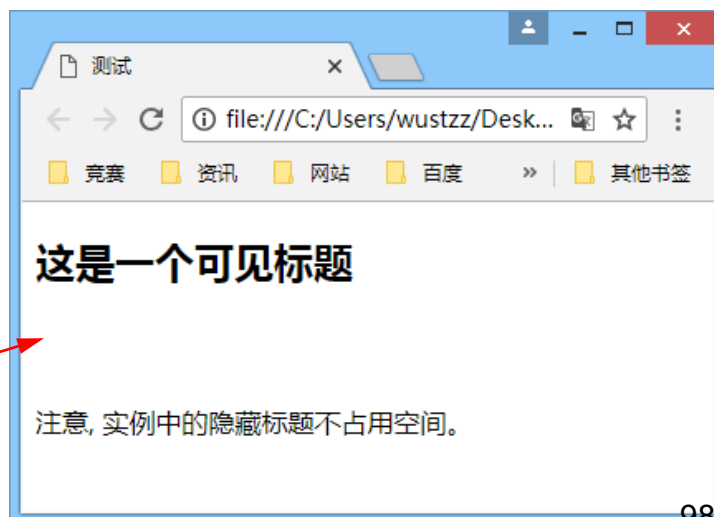 测试
file:///C:/Users/wustzz/Desk...
竞赛 资讯 网站 百度 » 其他书签
这是一个可见标题
注意, 实例中的隐藏标题不占用空间。
98